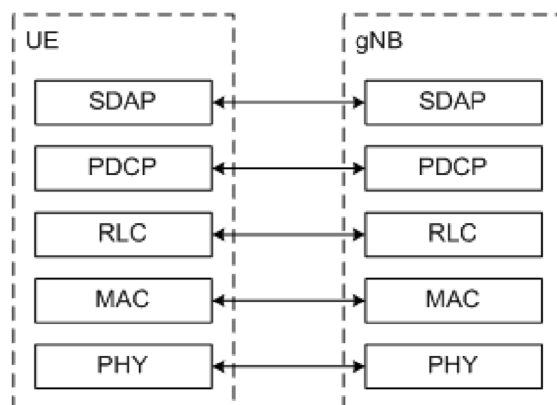 UE gNB
SDAP SDAP
PDCP PDCP
RLC RLC
MAC MAC
PHY PHY